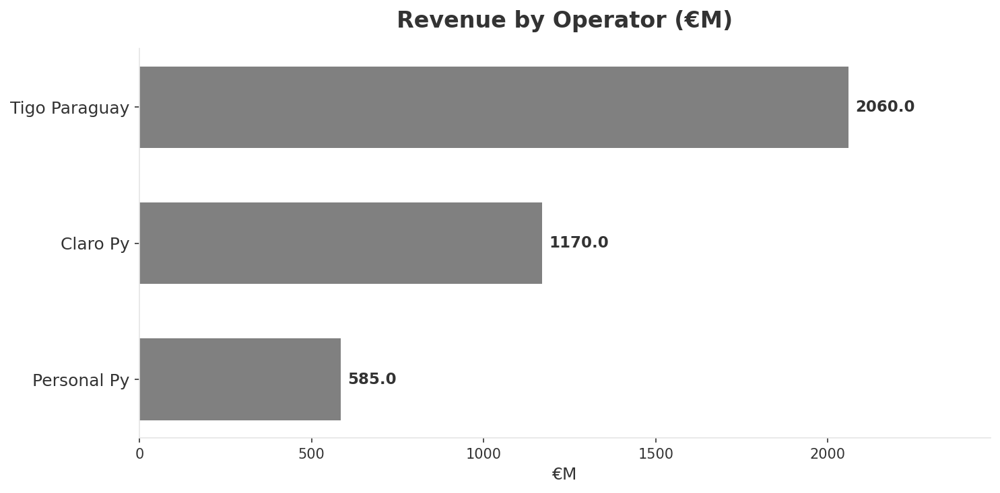 Revenue by Operator (€M)
Tigo Paraguay
2060.0
Claro Py
1170.0
Personal Py
585.0
0 500 1000 1500 2000
€M